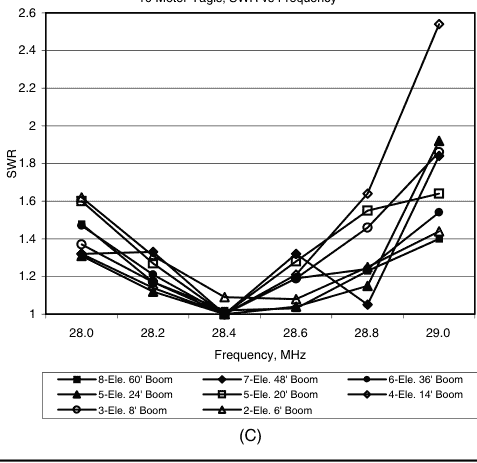 10 Meter Yagis, SWR vs Frequency
2.6
2.4
2.2
2
1.8
1.6
1.4
1.2
1
SWR
28.0 28.2 28.4 28.6 28.8 29.0
Frequency, MHz
8-Ele. 60' Boom 7-Ele. 48' Boom 6-Ele. 36' Boom
5-Ele. 24' Boom 5-Ele. 20' Boom 4-Ele. 14' Boom
3-Ele. 8' Boom 2-Ele. 6' Boom
(C)